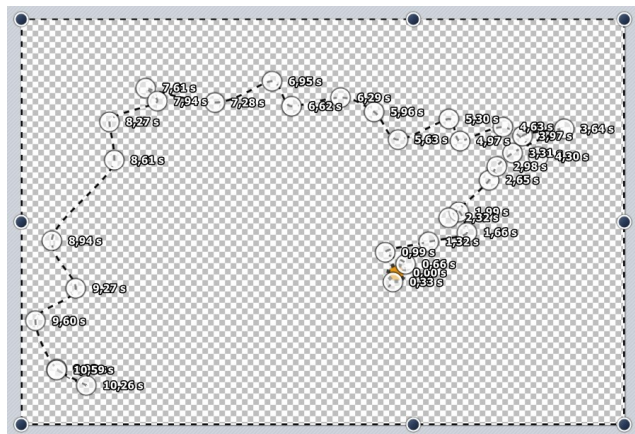 7,61 s
6,95 s
7,94 s
7,28 s
6,62 s
6,29 s
5,96 s
8,27 s
5,30 s
4,63 s
3,64 s
3,97 s
5,63 s
4,97 s
8,61 s
3,31 s
4,30 s
2,98 s
2,65 s
1,99 s
2,32 s
1,66 s
8,94 s
1,32 s
0,99 s
0,66 s
0,00 s
0,33 s
9,27 s
9,60 s
10,59 s
10,26 s